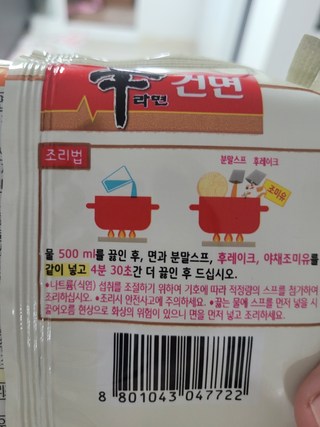 辛라면 건면
조리법
분말스프 후레이크
조미유
물 500 ml를 끓인 후, 면과 분말스프, 후레이크, 야채조미유를
같이 넣고 4분 30초간 더 끓인 후 드십시오.
•나트륨(식염) 섭취를 조절하기 위하여 기호에 따라 적정량의 스프를 첨가하여
조리하십시오. •조리시 안전사고에 주의하세요. •끓는 물에 스프를 먼저 넣을 시
끓어오름 현상으로 화상의 위험이 있으니 면을 먼저 넣고 조리하세요.
8 801043 047722